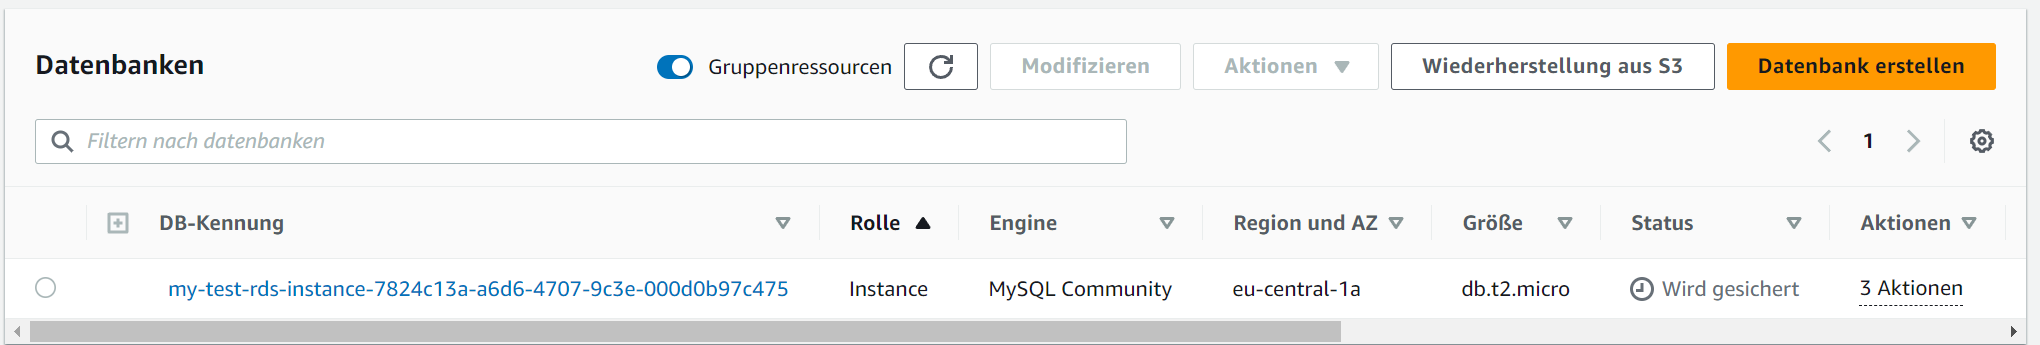 Datenbanken Gruppenressourcen Modifizieren Aktionen Wiederherstellung aus S3 Datenbank erstellen
Filtern nach datenbanken 1
DB-Kennung Rolle Engine Region und AZ Größe Status Aktionen
my-test-rds-instance-7824c13a-a6d6-4707-9c3e-000d0b97c475 Instance MySQL Community eu-central-1a db.t2.micro Wird gesichert 3 Aktionen